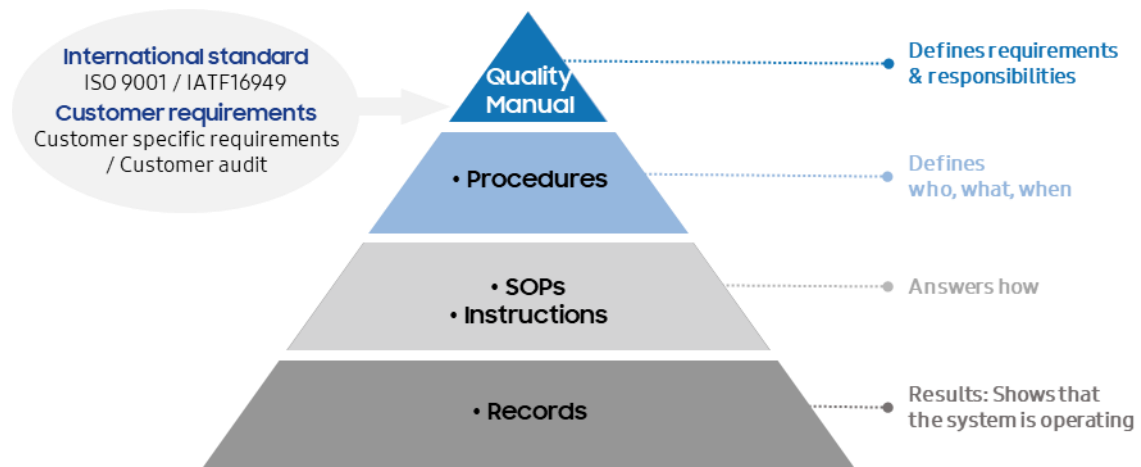 International standard
ISO 9001 / IATF16949
Customer requirements
Customer specific requirements
/ Customer audit
Quality
Manual
Defines requirements
& responsibilities
• Procedures
Defines
who, what, when
• SOPs
• Instructions
Answers how
• Records
Results: Shows that
the system is operating